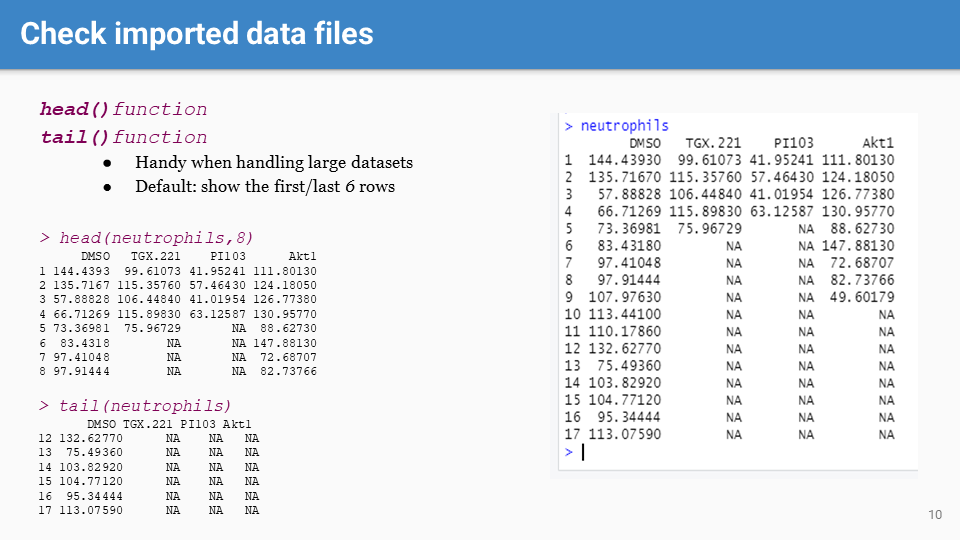 Check imported data files
head()function
tail()function
● Handy when handling large datasets
● Default: show the first/last 6 rows
> head(neutrophils,8)
DMSO TGX.221 PI103 Akt1
1 144.4393 99.61073 41.95241 111.80130
2 135.7167 115.35760 57.46430 124.18050
3 57.88828 106.44840 41.01954 126.77380
4 66.71269 115.89830 63.12587 130.95770
5 73.36981 75.96729 NA 88.62730
6 83.4318 NA NA 147.88130
7 97.41048 NA NA 72.68707
8 97.91444 NA NA 82.73766
> tail(neutrophils)
DMSO TGX.221 PI103 Akt1
12 132.62770 NA NA NA
13 75.49360 NA NA NA
14 103.82920 NA NA NA
15 104.77120 NA NA NA
16 95.34444 NA NA NA
17 113.07590 NA NA NA
> neutrophils
DMSO TGX.221 PI103 Akt1
1 144.43930 99.61073 41.95241 111.80130
2 135.71670 115.35760 57.46430 124.18050
3 57.88828 106.44840 41.01954 126.77380
4 66.71269 115.89830 63.12587 130.95770
5 73.36981 75.96729 NA 88.62730
6 83.43180 NA NA 147.88130
7 97.41048 NA NA 72.68707
8 97.91444 NA NA 82.73766
9 107.97630 NA NA 49.60179
10 113.44100 NA NA NA
11 110.17860 NA NA NA
12 132.62770 NA NA NA
13 75.49360 NA NA NA
14 103.82920 NA NA NA
15 104.77120 NA NA NA
16 95.34444 NA NA NA
17 113.07590 NA NA NA
>
10